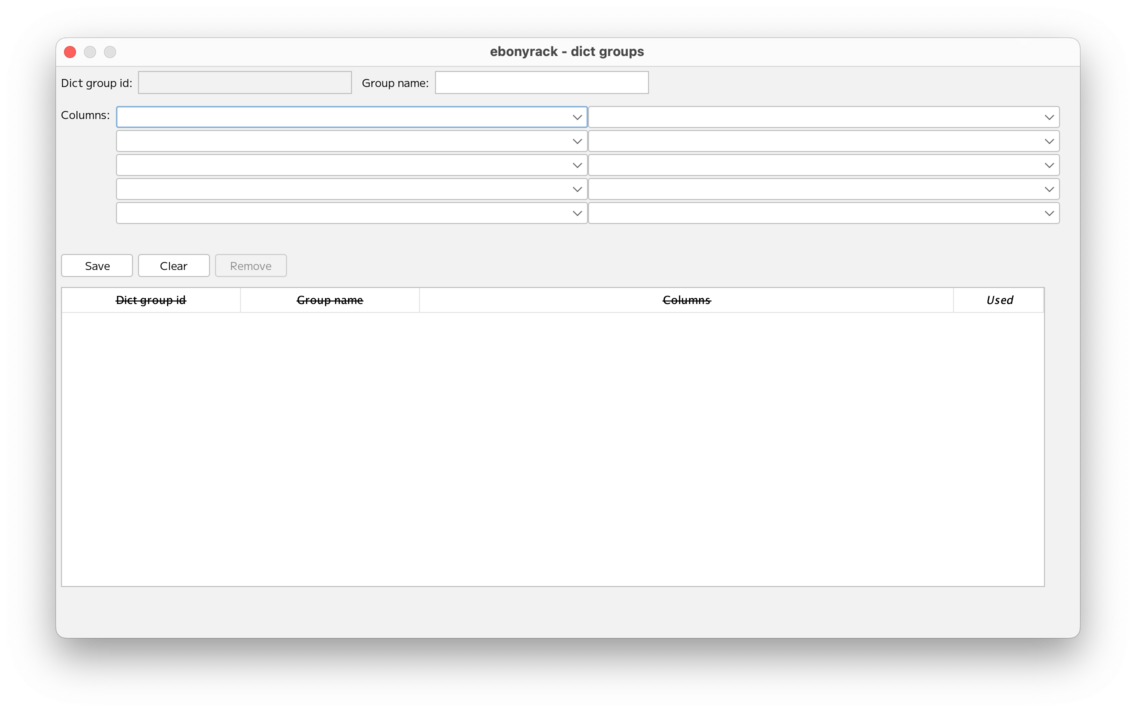 ebonyrack - dict groups
Dict group id: Group name:
Columns:
Save Clear Remove
Dict group id Group name Columns Used